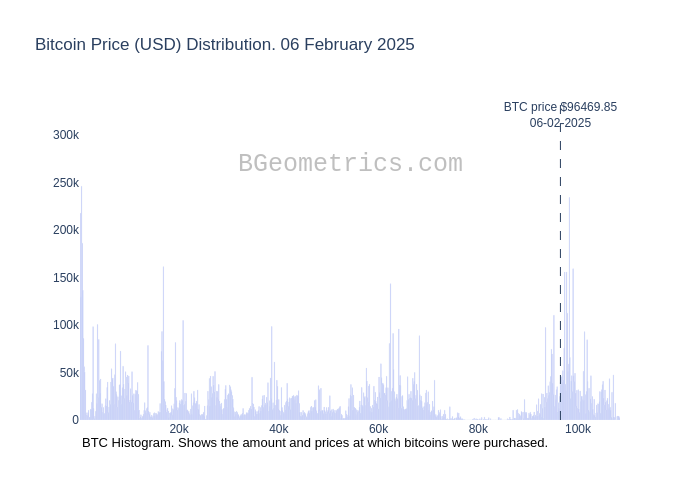 Bitcoin Price (USD) Distribution. 06 February 2025
BTC price $96469.85
06-02-2025
300k
BGeometrics.com
250k
200k
150k
100k
50k
0
20k 40k 60k 80k 100k
BTC Histogram. Shows the amount and prices at which bitcoins were purchased.